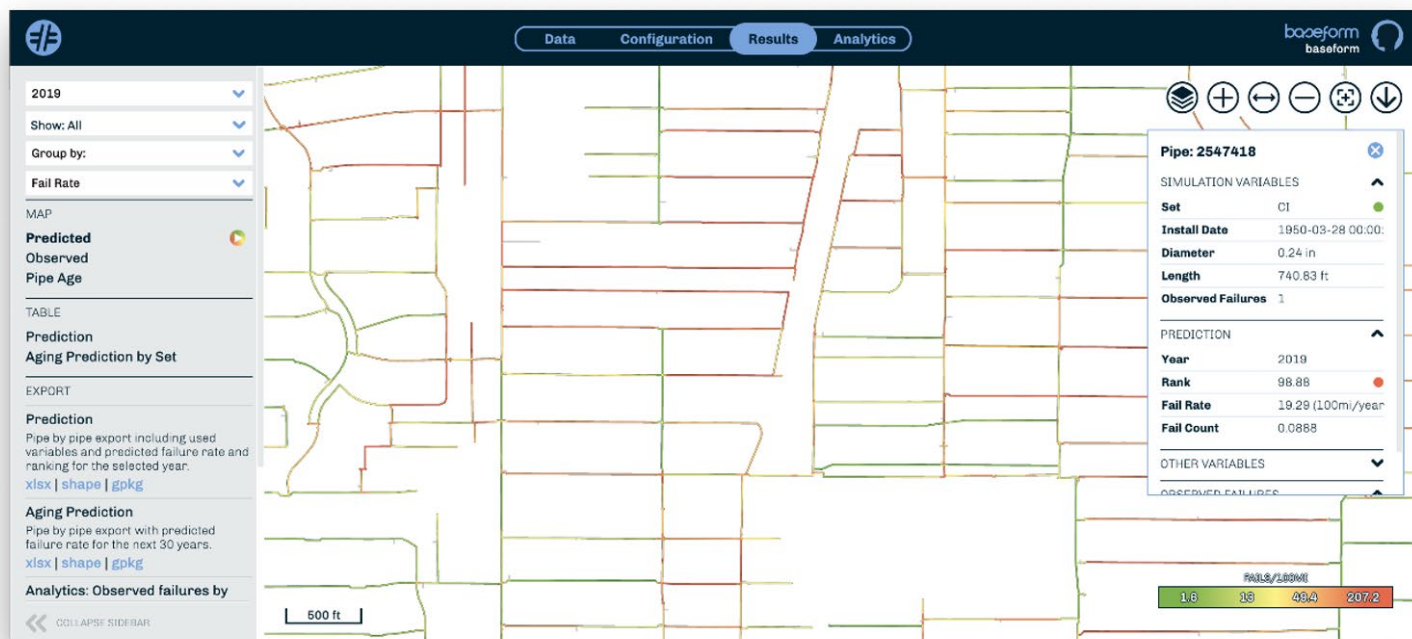 Data
Configuration
Results
Analytics
baseform
baseform
2019
Show: All
Group by:
Fail Rate
MAP
Predicted
Observed
Pipe Age
TABLE
Prediction
Aging Prediction by Set
EXPORT
Prediction
Pipe by pipe export including used
variables and predicted failure rate and
ranking for the selected year.
xlsx | shape | gpkg
Aging Prediction
Pipe by pipe export with predicted
failure rate for the next 30 years.
xlsx | shape | gpkg
Analytics: Observed failures by
COLLAPSE SIDEBAR
500 ft
Pipe: 2547418
SIMULATION VARIABLES
Set CI
Install Date 1950-03-28 00:00:
Diameter 0.24 in
Length 740.83 ft
Observed Failures 1
PREDICTION
Year 2019
Rank 98.88
Fail Rate 19.29 (100mi/year
Fail Count 0.0888
OTHER VARIABLES
OBSERVED FAILURES
FAILS/100MI
1.8 13 49.4 207.2